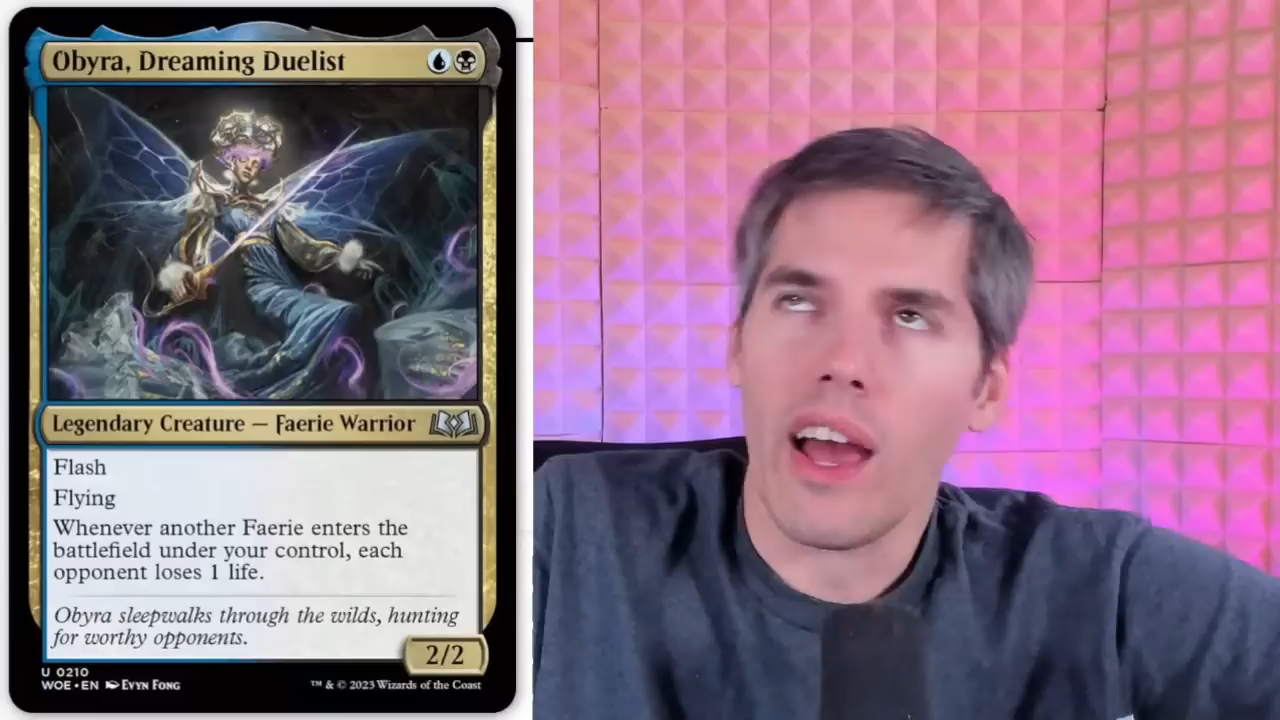 Obyra, Dreaming Duelist
Legendary Creature — Faerie Warrior
Flash
Flying
Whenever another Faerie enters the
battlefield under your control, each
opponent loses 1 life.
Obyra sleepwalks through the wilds, hunting
for worthy opponents.
2/2
U 0210
WOE • EN Evyn Fong
™ & © 2023 Wizards of the Coast